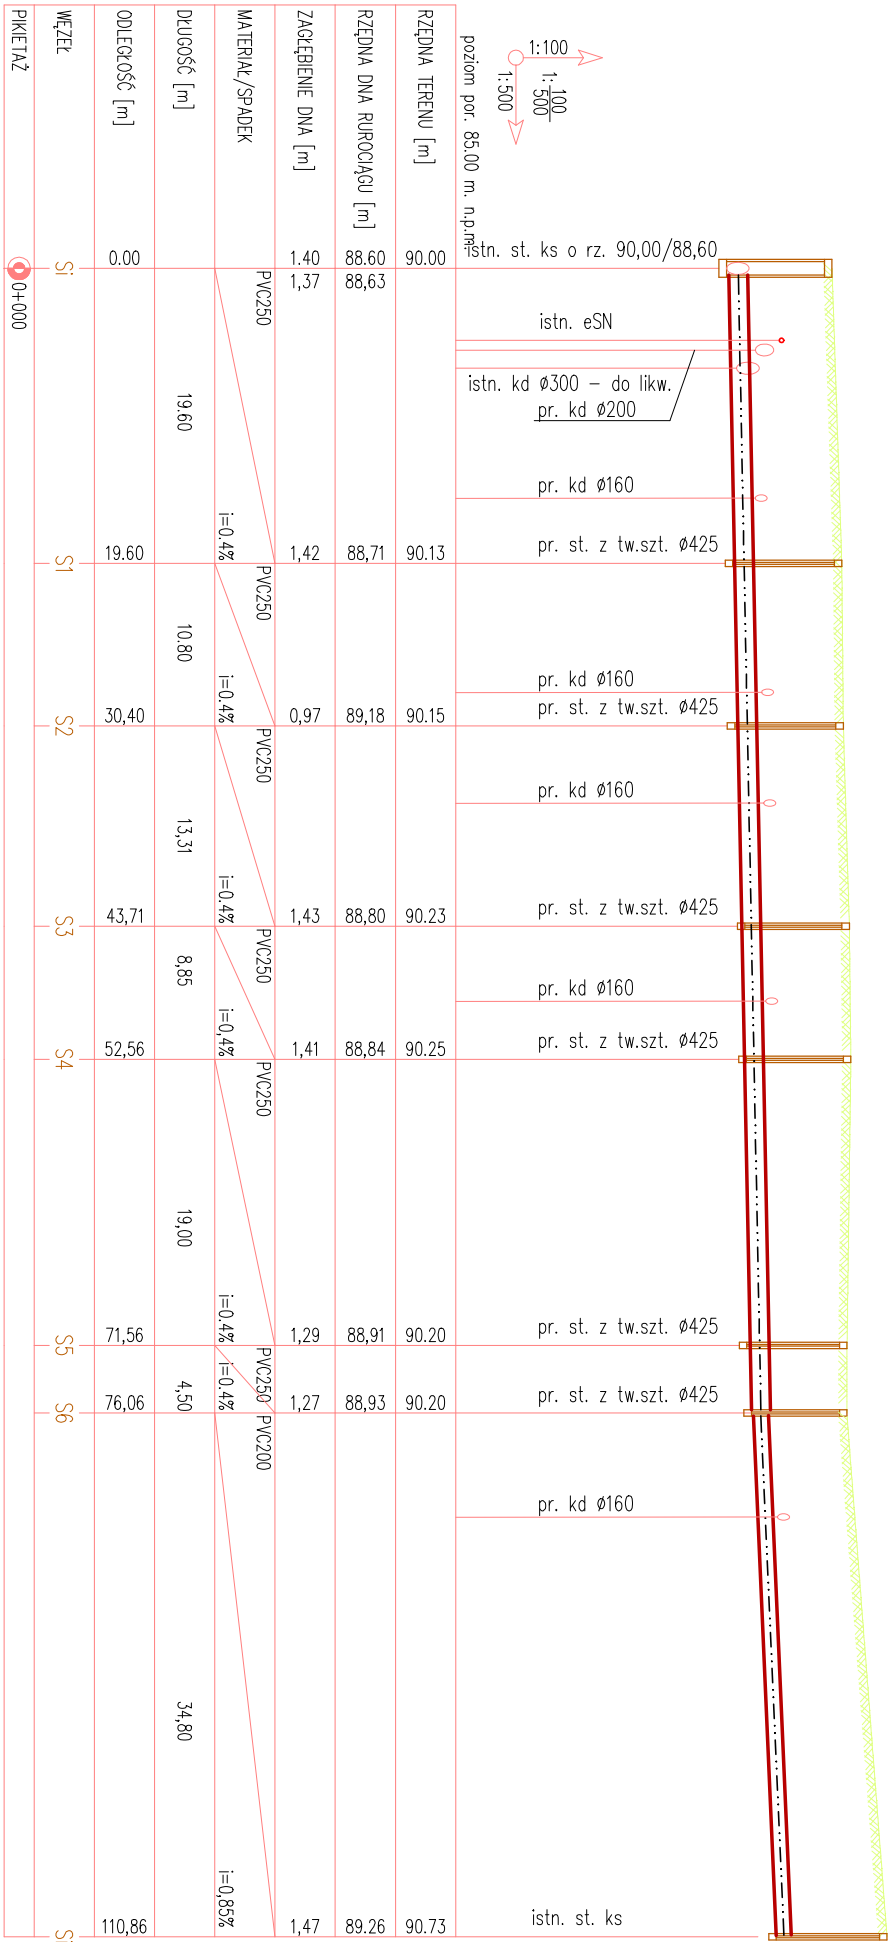 1:100
1:500
1: 100
500
poziom por. 85.00 m. n.p.m.
istn. st. ks o rz. 90,00/88,60
istn. eSN
istn. kd Ø300 – do likw.
pr. kd Ø200
pr. kd Ø160
pr. st. z tw.szt. Ø425
pr. kd Ø160
pr. st. z tw.szt. Ø425
pr. kd Ø160
pr. st. z tw.szt. Ø425
pr. kd Ø160
pr. st. z tw.szt. Ø425
pr. st. z tw.szt. Ø425
pr. st. z tw.szt. Ø425
pr. kd Ø160
istn. st. ks
RZĘDNA TERENU [m] 90.00 90.13 90.15 90.23 90.25 90.20 90.20 90.73
RZĘDNA DNA RUROCIĄGU [m] 88.60 88,63 88,71 89,18 88,80 88,84 88,91 88,93 89.26
ZAGŁĘBIENIE DNA [m] 1.40 1,37 1,42 0,97 1,43 1,41 1,29 1,27 1,47
MATERIAŁ/SPADEK PVC250 i=0.4% PVC250 i=0.4% PVC250 i=0.4% PVC250 i=0,4% PVC250 i=0.4% PVC250 i=0.4% PVC200 i=0,85%
DŁUGOŚĆ [m] 19.60 10.80 13,31 8,85 19,00 4,50 34,80
ODLEGŁOŚĆ [m] 0.00 19.60 30,40 43,71 52,56 71,56 76,06 110,86
WĘZEŁ Si S1 S2 S3 S4 S5 S6
PIKIETAŻ 0+000